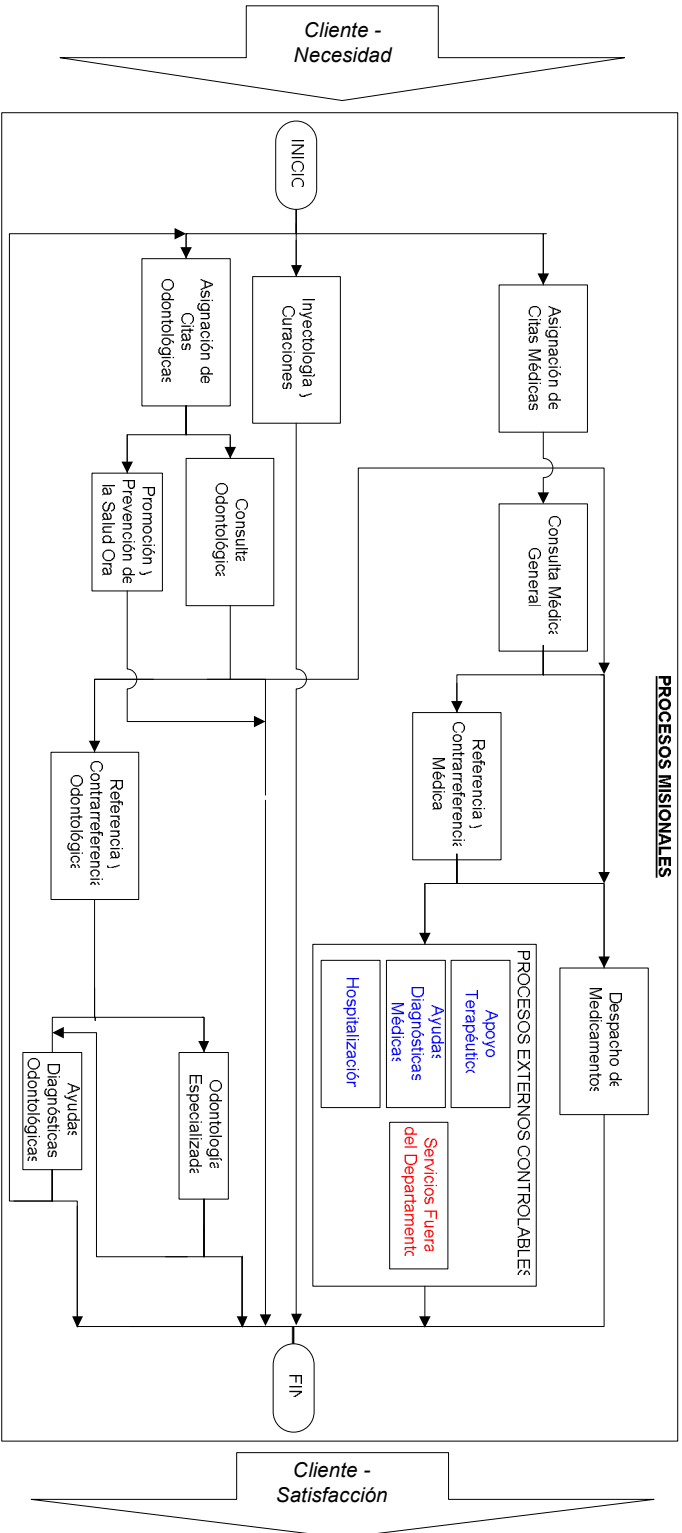 Cliente -
Necesidad
PROCESOS MISIONALES
INICIO
Asignación de
Citas Médicas
Inyectología y
Curaciones
Asignación de
Citas
Odontológicas
Consulta Médica
General
Consulta
Odontológica
Promoción y
Prevención de
la Salud Ora
Referencia y
Contrarreferencia
Médica
Referencia y
Contrarreferencia
Odontológica
Despacho de
Medicamentos
PROCESOS EXTERNOS CONTROLABLES
Apoyo
Terapéutico
Ayudas
Diagnósticas
Médicas
Hospitalización
Servicios Fuera
del Departamento
Odontología
Especializada
Ayudas
Diagnósticas
Odontológicas
FIN
Cliente -
Satisfacción